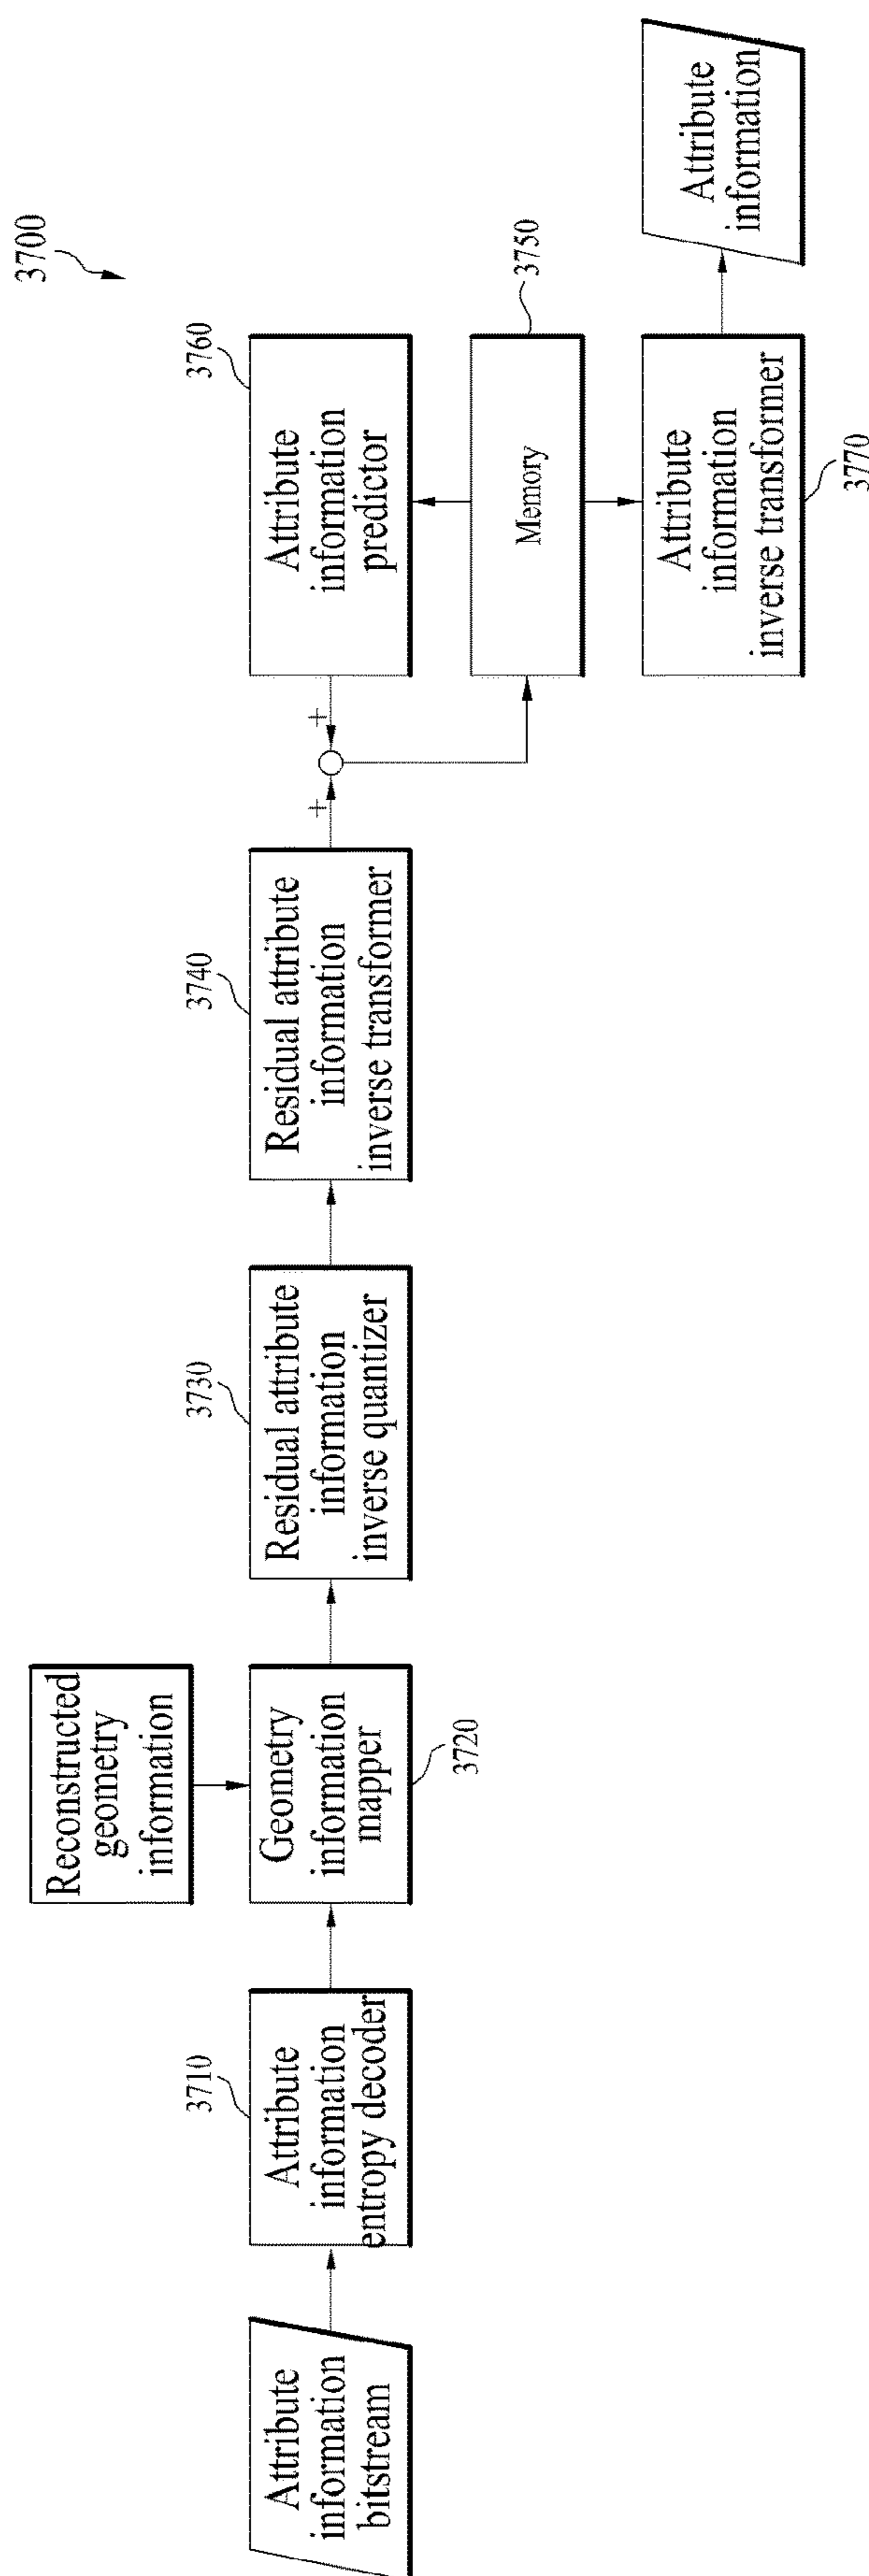 3700
Attribute
information
bitstream
3710
Attribute
information
entropy decoder
Reconstructed
geometry
information
Geometry
information
mapper
3720
3730
Residual attribute
information
inverse quantizer
3740
Residual attribute
information
inverse transformer
+
+
3760
Attribute
information
predictor
3750
Memory
Attribute
information
inverse transformer
3770
Attribute
information